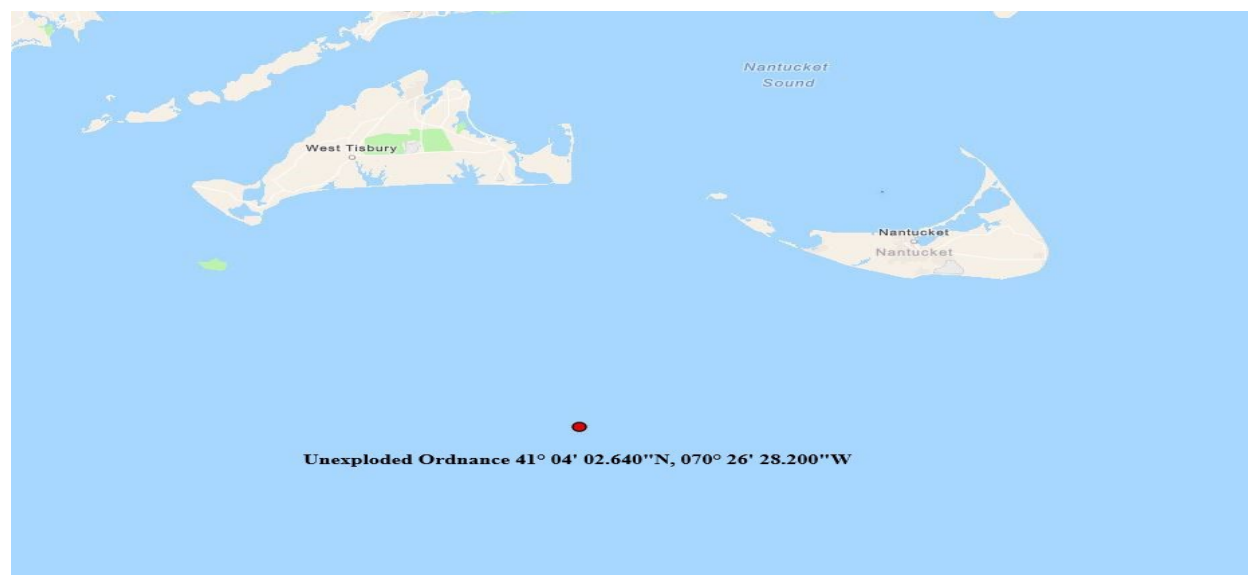 Nantucket
Sound
West Tisbury
Nantucket
Nantucket
Unexploded Ordnance 41° 04' 02.640"N, 070° 26' 28.200"W